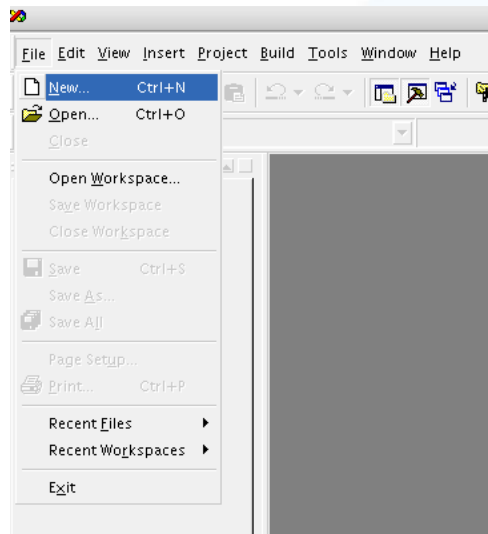 File Edit View Insert Project Build Tools Window Help
New... Ctrl+N
Open... Ctrl+O
Close
Open Workspace...
Save Workspace
Close Workspace
Save Ctrl+S
Save As...
Save All
Page Setup...
Print... Ctrl+P
Recent Files
Recent Workspaces
Exit